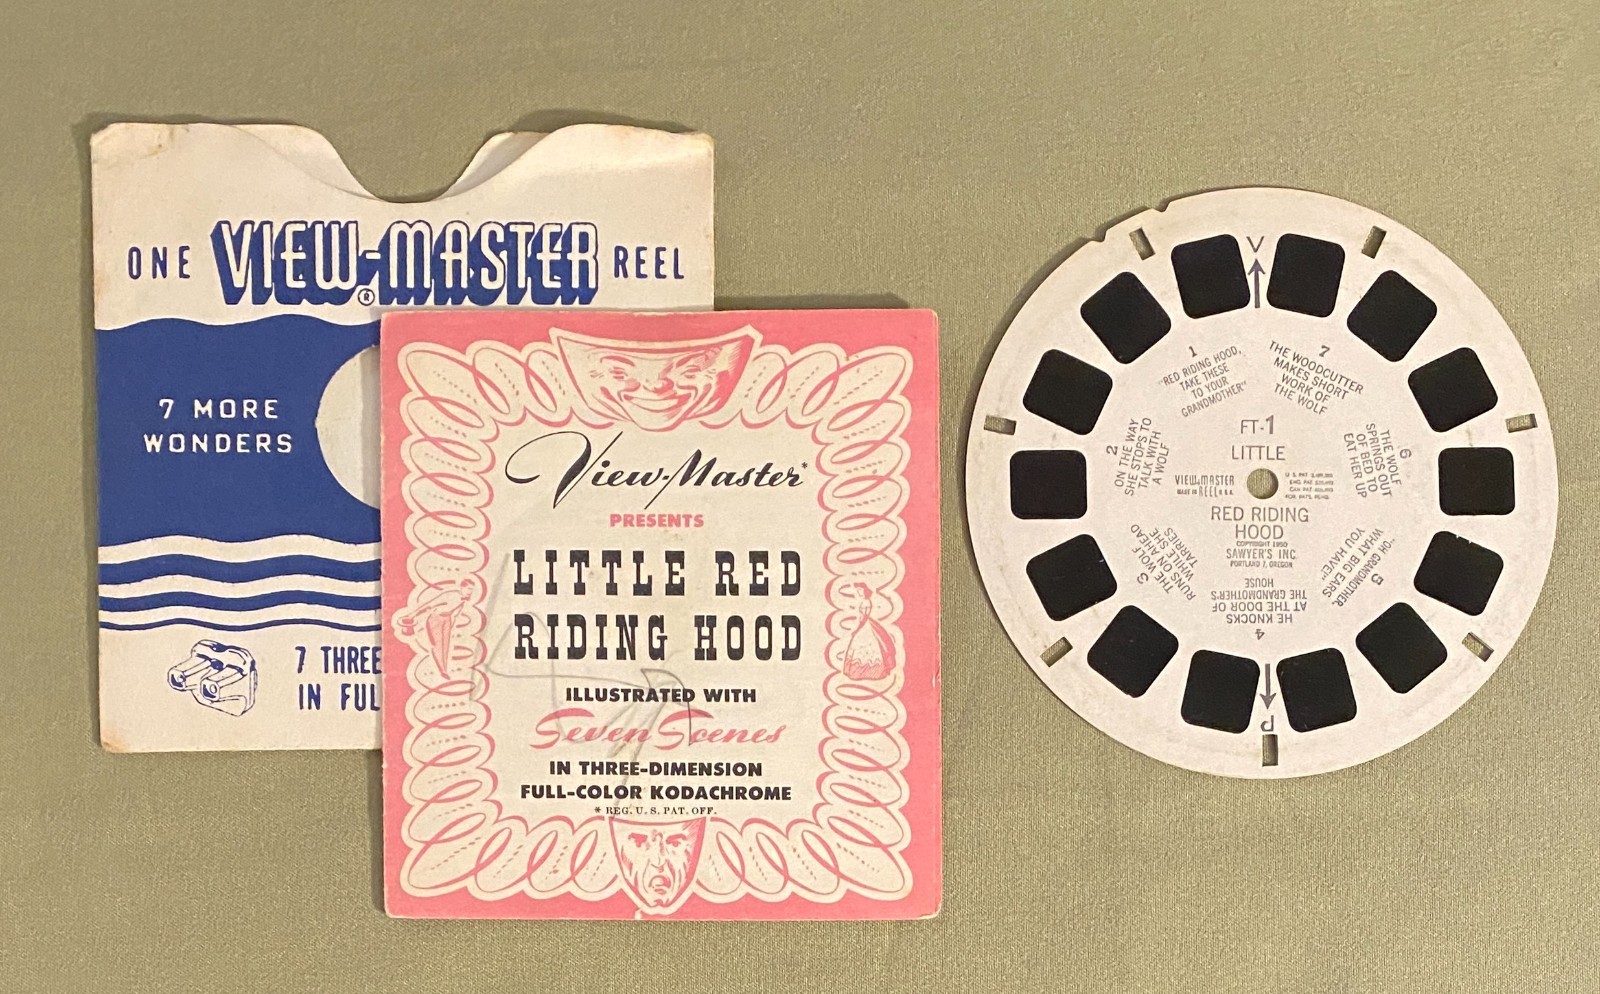 ONE VIEW-MASTER REEL
®
7 MORE
WONDERS
7 THREE
IN FUL
View-Master*
PRESENTS
LITTLE RED
RIDING HOOD
ILLUSTRATED WITH
Seven Scenes
IN THREE-DIMENSION
FULL-COLOR KODACHROME
* REG. U. S. PAT. OFF.
V
FT-1
LITTLE
VIEW-MASTER
MADE IN REEL U.S.A.
RED RIDING
HOOD
COPYRIGHT 1950
SAWYER'S INC.
PORTLAND 7, OREGON
1
"RED RIDING HOOD,
TAKE THESE
TO YOUR
GRANDMOTHER"
2
ON THE WAY
SHE STOPS TO
TALK WITH
A WOLF
3
THE WOLF
RUNS ON AHEAD
WHILE SHE
TARRIES
4
HE KNOCKS
AT THE DOOR OF
THE GRANDMOTHER'S
HOUSE
5
"OH GRANDMOTHER,
WHAT BIG EARS
YOU HAVE!"
6
THE WOLF
SPRINGS OUT
OF BED TO
EAT HER UP
7
THE WOODCUTTER
MAKES SHORT
WORK OF
THE WOLF
P